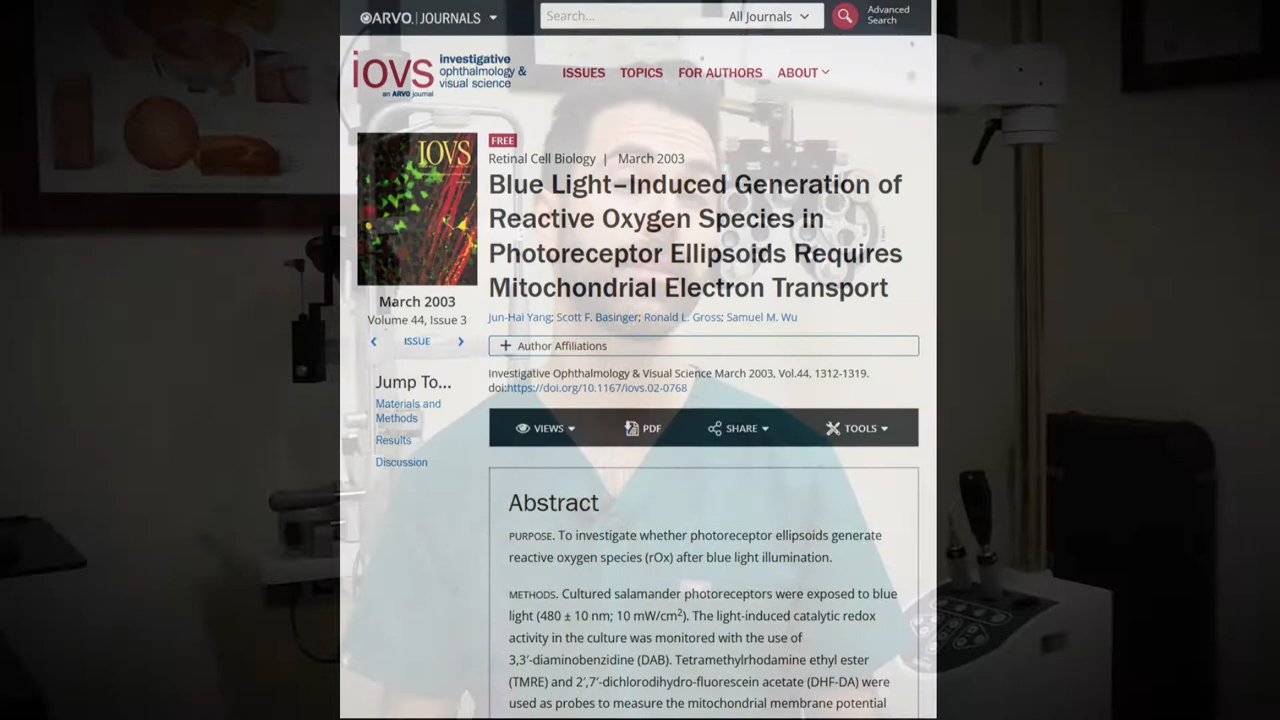 ARVO JOURNALS
Search...
All Journals
Advanced
Search
iovs
investigative
ophthalmology &
visual science
an ARVO journal
ISSUES
TOPICS
FOR AUTHORS
ABOUT
IOVS
FREE
Retinal Cell Biology | March 2003
Blue Light–Induced Generation of
Reactive Oxygen Species in
Photoreceptor Ellipsoids Requires
Mitochondrial Electron Transport
Jun-Hai Yang; Scott F. Basinger; Ronald L. Gross; Samuel M. Wu
+ Author Affiliations
Investigative Ophthalmology & Visual Science March 2003, Vol.44, 1312-1319.
doi:https://doi.org/10.1167/iovs.02-0768
March 2003
Volume 44, Issue 3
ISSUE
Jump To...
Materials and
Methods
Results
Discussion
VIEWS
PDF
SHARE
TOOLS
Abstract
PURPOSE. To investigate whether photoreceptor ellipsoids generate
reactive oxygen species (rOx) after blue light illumination.
METHODS. Cultured salamander photoreceptors were exposed to blue
light (480 ± 10 nm; 10 mW/cm²). The light-induced catalytic redox
activity in the culture was monitored with the use of
3,3′-diaminobenzidine (DAB). Tetramethylrhodamine ethyl ester
(TMRE) and 2′,7′-dichlorodihydro-fluorescein acetate (DHF-DA) were
used as probes to measure the mitochondrial membrane potential